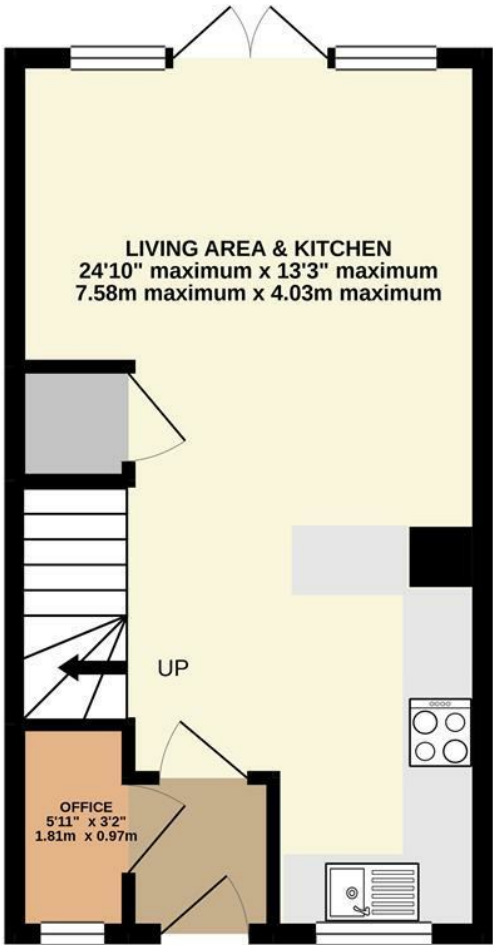 LIVING AREA & KITCHEN
24'10" maximum x 13'3" maximum
7.58m maximum x 4.03m maximum
UP
OFFICE
5'11" x 3'2"
1.81m x 0.97m